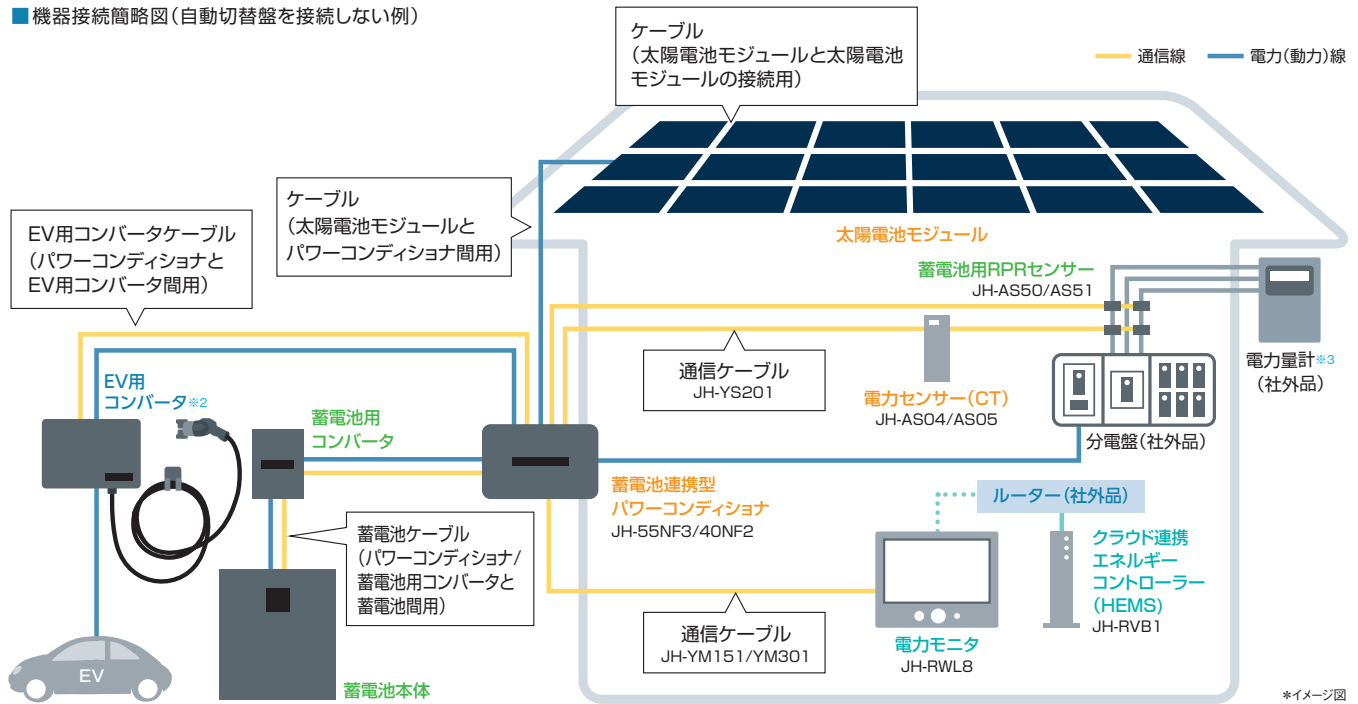 ■機器接続簡略図（自動切替盤を接続しない例）
ケーブル
（太陽電池モジュールと太陽電池
モジュールの接続用）
通信線
電力（動力）線
ケーブル
（太陽電池モジュールと
パワーコンディショナ間用）
EV用コンバータケーブル
（パワーコンディショナと
EV用コンバータ間用）
太陽電池モジュール
蓄電池用RPRセンサー
JH-AS50/AS51
通信ケーブル
JH-YS201
電力センサー（CT）
JH-AS04/AS05
電力量計※3
（社外品）
分電盤（社外品）
EV用
コンバータ※2
蓄電池用
コンバータ
蓄電池連携型
パワーコンディショナ
JH-55NF3/40NF2
蓄電池ケーブル
（パワーコンディショナ/
蓄電池用コンバータと
蓄電池間用）
ルーター（社外品）
クラウド連携
エネルギー
コントローラー
（HEMS）
JH-RVB1
通信ケーブル
JH-YM151/YM301
電力モニタ
JH-RWL8
EV
蓄電池本体
*イメージ図